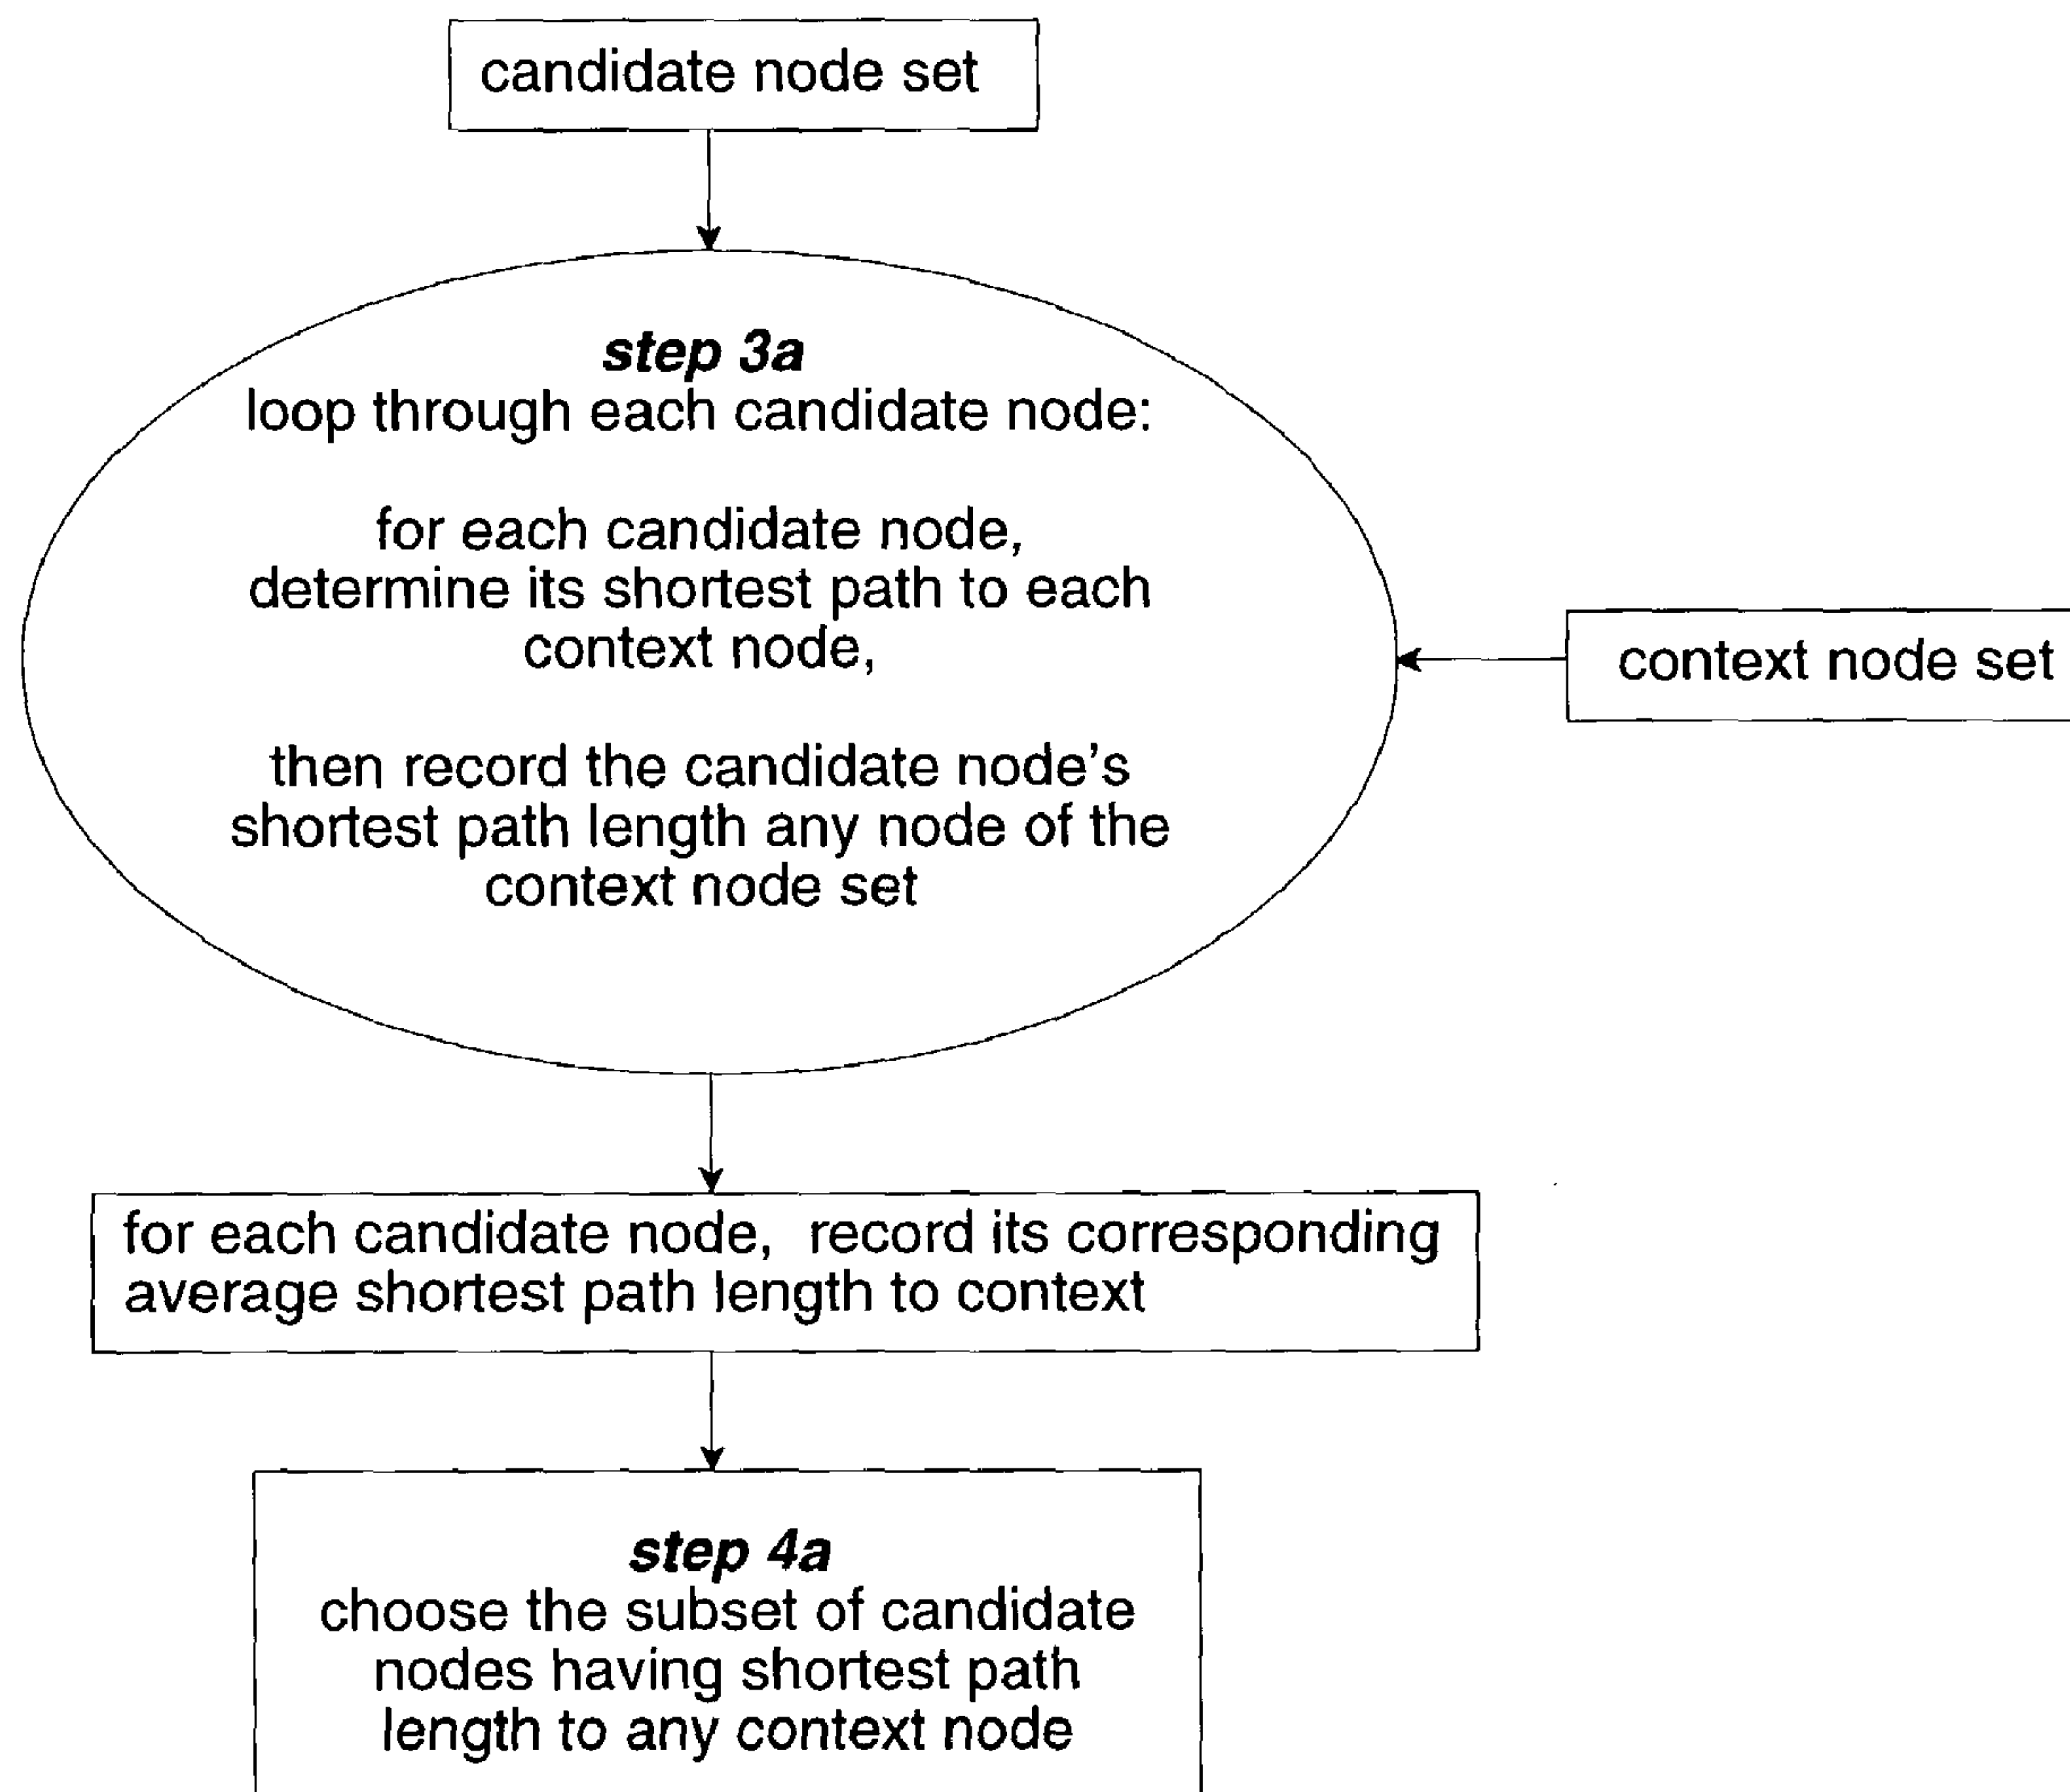 candidate node set
step 3a
loop through each candidate node:
for each candidate node,
determine its shortest path to each
context node,
then record the candidate node's
shortest path length any node of the
context node set
context node set
for each candidate node, record its corresponding
average shortest path length to context
step 4a
choose the subset of candidate
nodes having shortest path
length to any context node